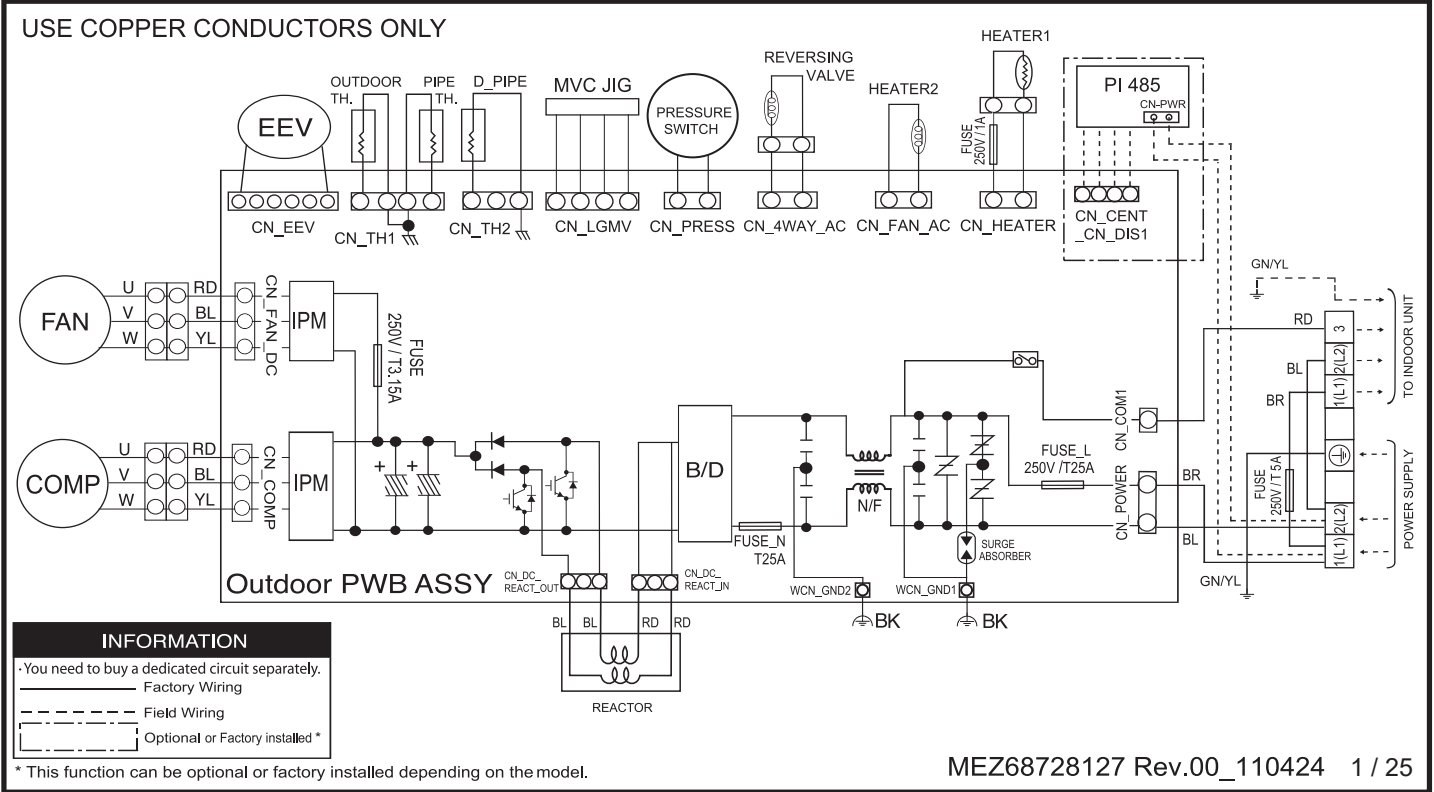 USE COPPER CONDUCTORS ONLY
HEATER1
REVERSING
VALVE
OUTDOOR
TH.
PIPE
TH.
D_PIPE
MVC JIG
HEATER2
PI 485
CN-PWR
EEV
PRESSURE
SWITCH
FUSE
250V / 1A
CN_EEV
CN_TH1
CN_TH2
CN_LGMV
CN_PRESS
CN_4WAY_AC
CN_FAN_AC
CN_HEATER
CN_CENT
_CN_DIS1
GN/YL
FAN
U
V
W
RD
BL
YL
CN_FAN_DC
IPM
FUSE
250V / T3.15A
RD
3
BL
2(L2)
BR
1(L1)
TO INDOOR UNIT
CN_COM1
COMP
U
V
W
RD
BL
YL
CN_COMP
IPM
B/D
N/F
FUSE_L
250V /T25A
CN_POWER
BR
BL
FUSE
250V / T 5A
2(L2)
1(L1)
POWER SUPPLY
FUSE_N
T25A
SURGE
ABSORBER
GN/YL
Outdoor PWB ASSY
CN_DC_
REACT_OUT
CN_DC_
REACT_IN
WCN_GND2
WCN_GND1
BK
BK
BL
BL
RD
RD
REACTOR
INFORMATION
·You need to buy a dedicated circuit separately.
Factory Wiring
Field Wiring
Optional or Factory installed *
* This function can be optional or factory installed depending on the model.
MEZ68728127 Rev.00_110424 1 / 25